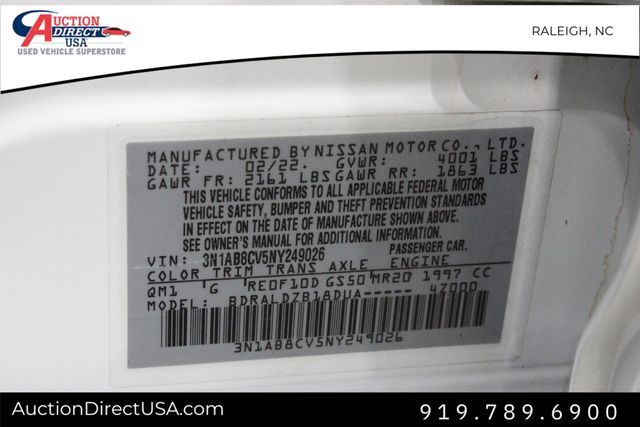 AUCTION
DIRECT
USA
USED VEHICLE SUPERSTORE
RALEIGH, NC
MANUFACTURED BY NISSAN MOTOR CO., LTD.
DATE: 02/22. GVWR: 4001 LBS
GAWR FR: 2161 LBS GAWR RR: 1863 LBS
THIS VEHICLE CONFORMS TO ALL APPLICABLE FEDERAL MOTOR
VEHICLE SAFETY, BUMPER AND THEFT PREVENTION STANDARDS
IN EFFECT ON THE DATE OF MANUFACTURE SHOWN ABOVE.
SEE OWNER'S MANUAL FOR ADDITIONAL INFORMATION.
VIN: 3N1AB8CV5NY249026 PASSENGER CAR.
COLOR TRIM TRANS AXLE ENGINE
QM1 G RE0F10D GS50 MR20 1997 CC
MODEL: BDRALDZB18DUA----- 4Z000
3N1AB8CV5NY249026
AuctionDirectUSA.com
919.789.6900